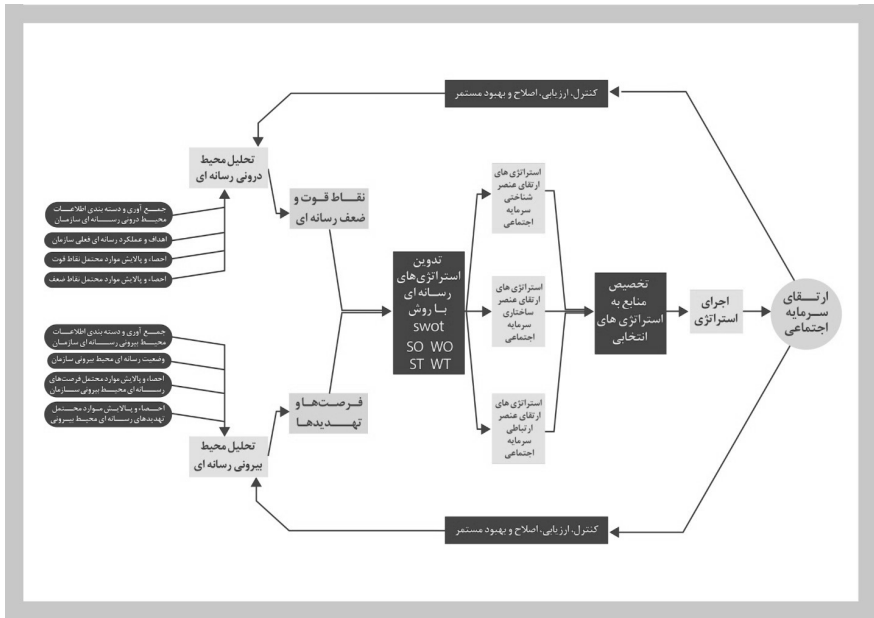 کنترل، ارزیابی، اصلاح و بهبود مستمر
تحلیل محیط
درونی رسانه ای
جمع آوری و دسته بندی اطلاعات
محیط درونی رسانه ای سازمان
اهداف و عملکرد رسانه ای فعلی سازمان
احصاء و پالایش موارد محتمل نقاط قوت
احصاء و پالایش موارد محتمل نقاط ضعف
نقاط قوت و
ضعف رسانه ای
جمع آوری و دسته بندی اطلاعات
محیط بیرونی رسانه ای سازمان
وضعیت رسانه ای محیط بیرونی سازمان
احصاء و پالایش موارد محتمل فرصت‌های
رسانه ای محیط بیرونی سازمان
احصاء و پالایش موارد محتمل
تهدیدهای رسانه ای محیط بیرونی
تحلیل محیط
بیرونی رسانه ای
فرصت‌ها و
تهدیدها
تدوین
استراتژی‌های
رسانه ای
با روش
swot
SO WO
ST WT
استراتژی های
ارتقای عنصر
شناختی
سرمایه
اجتماعی
استراتژی های
ارتقای عنصر
ساختاری
سرمایه
اجتماعی
استراتژی های
ارتقای عنصر
ارتباطی
سرمایه
اجتماعی
تخصیص
منابع به
استراتژی های
انتخابی
اجرای
استراتژی
ارتقای
سرمایه
اجتماعی
کنترل، ارزیابی، اصلاح و بهبود مستمر